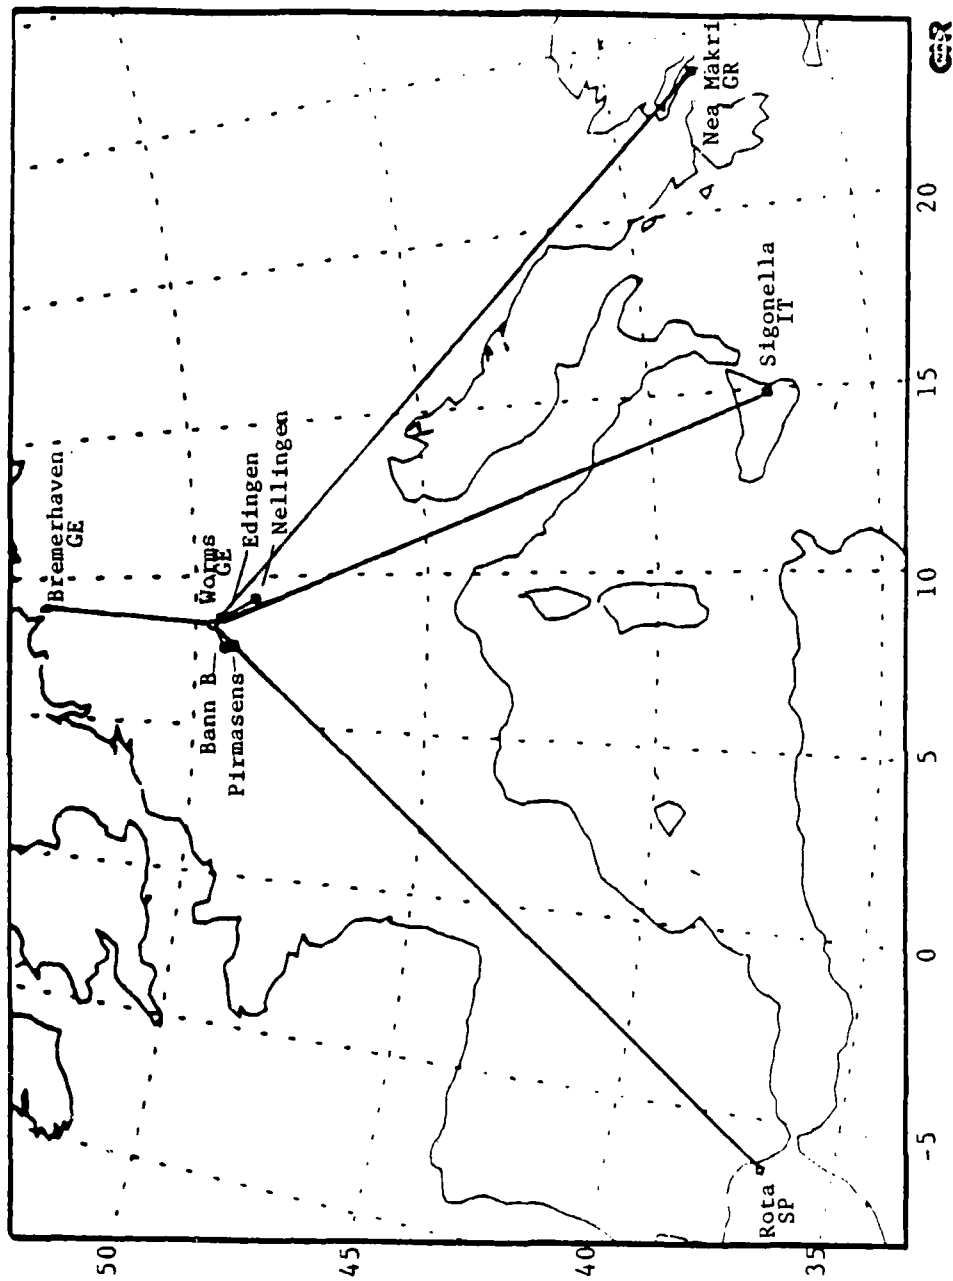 Bremerhaven
GE
Worms
GE
Edingen
Nellingen
Bann B
Pirmasens
Nea Makri
GR
Sigonella
IT
Rota
SP
50
45
40
35
-5
0
5
10
15
20